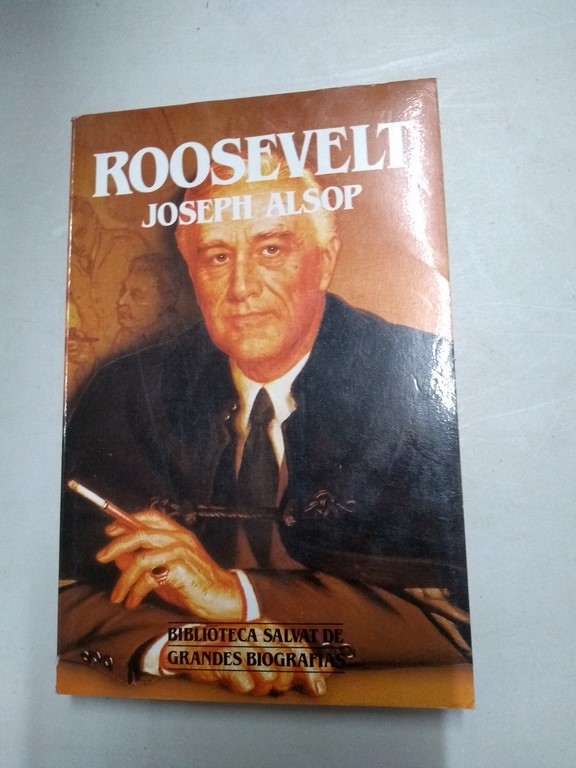 ROOSEVELT
JOSEPH ALSOP
BIBLIOTECA SALVAT DE
GRANDES BIOGRAFIAS